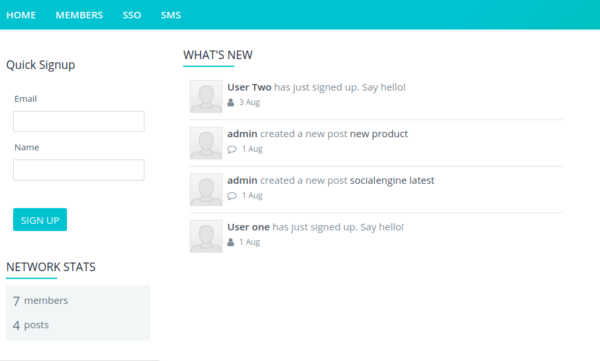 HOME MEMBERS SSO SMS
Quick Signup
Email
Name
SIGN UP
NETWORK STATS
7 members
4 posts
WHAT'S NEW
User Two has just signed up. Say hello!
3 Aug
admin created a new post new product
1 Aug
admin created a new post socialengine latest
1 Aug
User one has just signed up. Say hello!
1 Aug